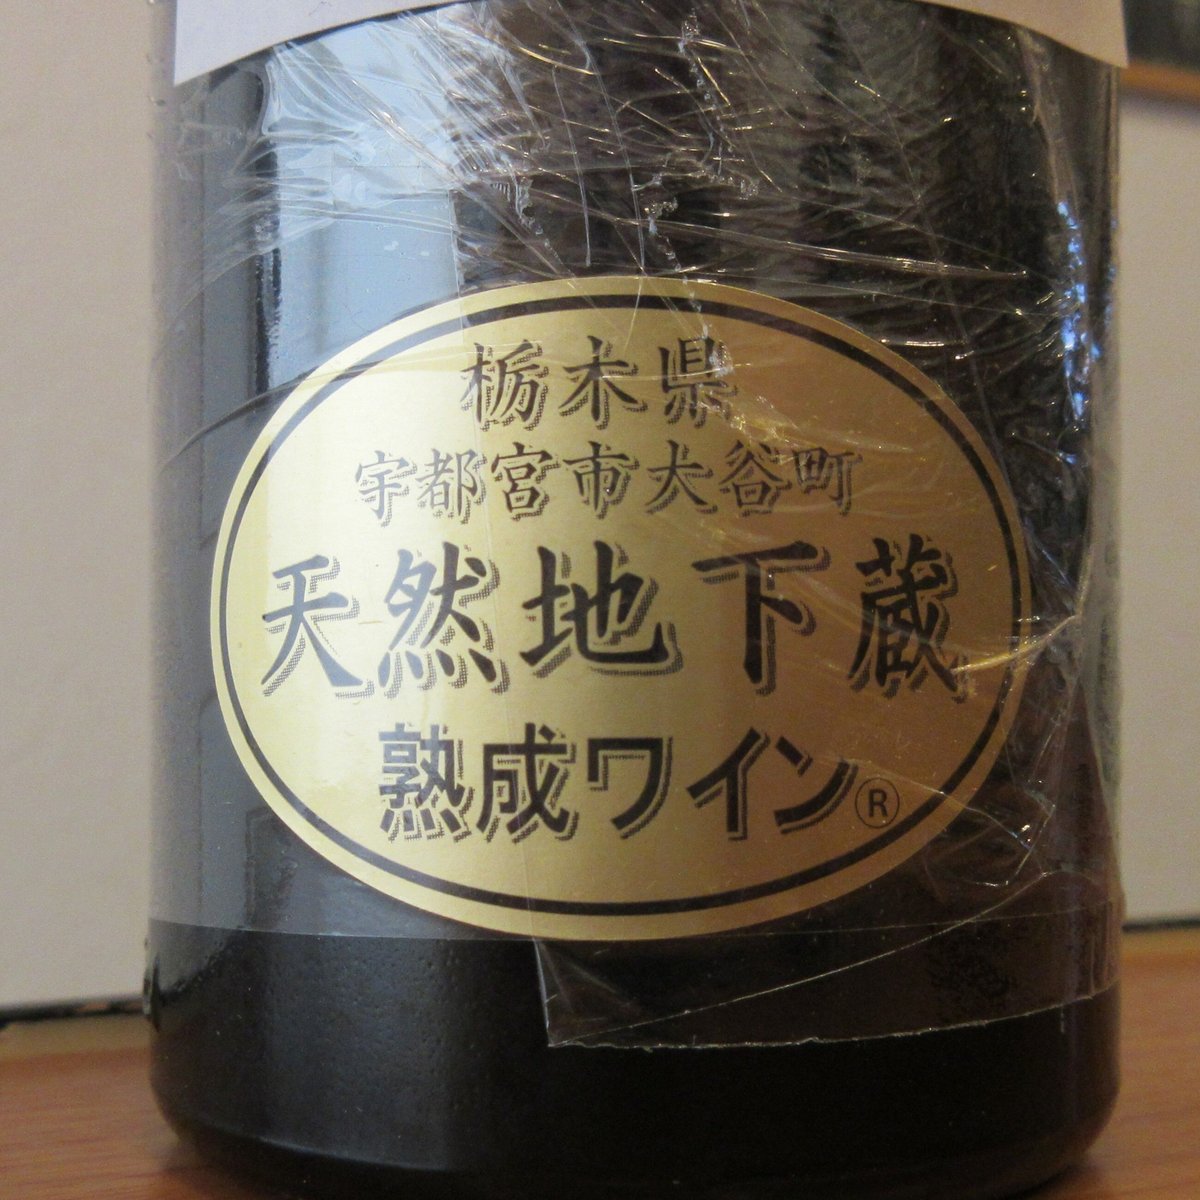 栃木県
宇都宮市大谷町
天然地下蔵
熟成ワイン®